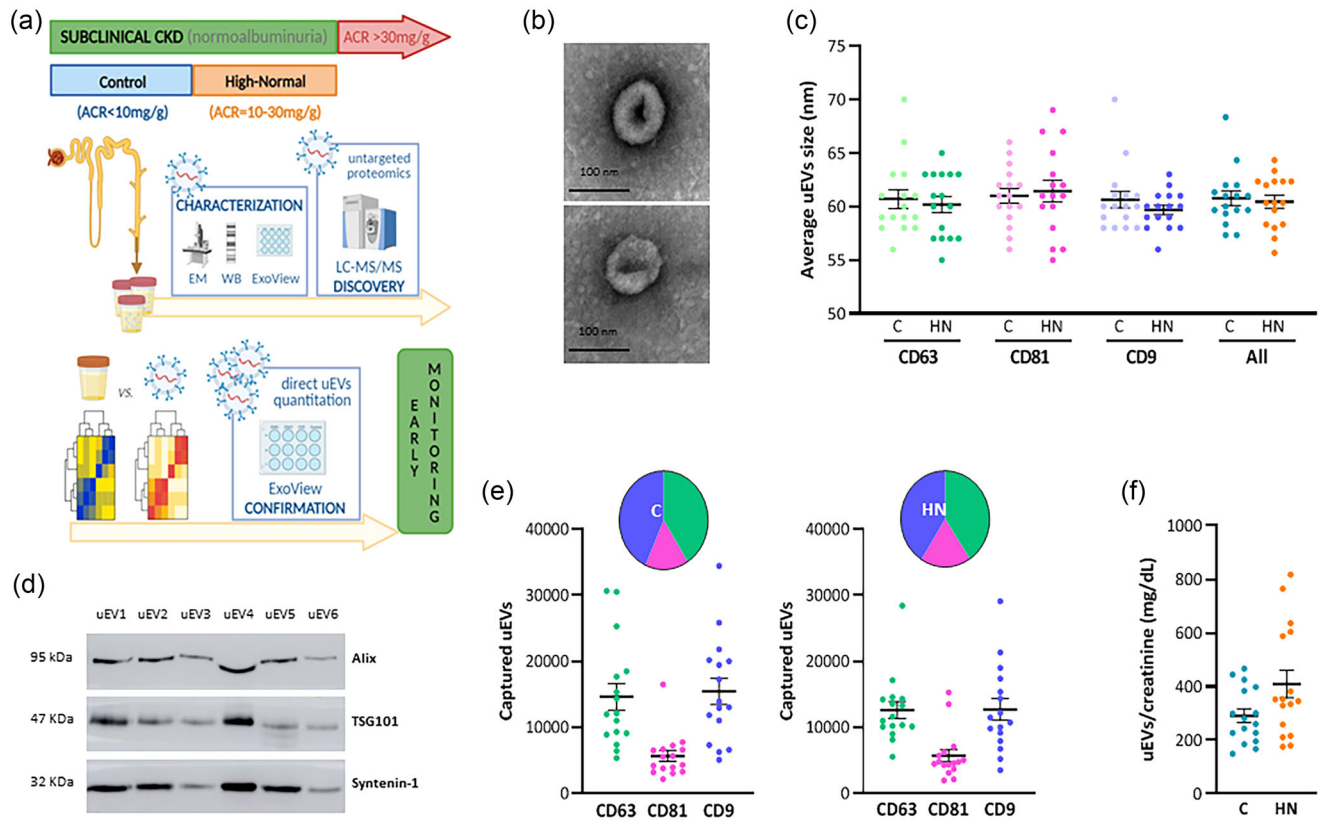 (a)
SUBCLINICAL CKD (normoalbuminuria)
ACR >30mg/g
Control
High-Normal
(ACR<10mg/g)
(ACR=10-30mg/g)
CHARACTERIZATION
EM WB ExoView
untargeted
proteomics
LC-MS/MS
DISCOVERY
VS.
direct uEVs
quantitation
ExoView
CONFIRMATION
EARLY
MONITORING
(b)
100 nm
100 nm
(c)
Average uEVs size (nm)
75
70
65
60
55
50
C HN C HN C HN C HN
CD63 CD81 CD9 All
(d)
uEV1 uEV2 uEV3 uEV4 uEV5 uEV6
95 kDa Alix
47 kDa TSG101
32 kDa Syntenin-1
(e)
C
Captured uEVs
40000
30000
20000
10000
0
CD63 CD81 CD9
HN
Captured uEVs
40000
30000
20000
10000
0
CD63 CD81 CD9
(f)
uEVs/creatinine (mg/dL)
1000
800
600
400
200
0
C HN